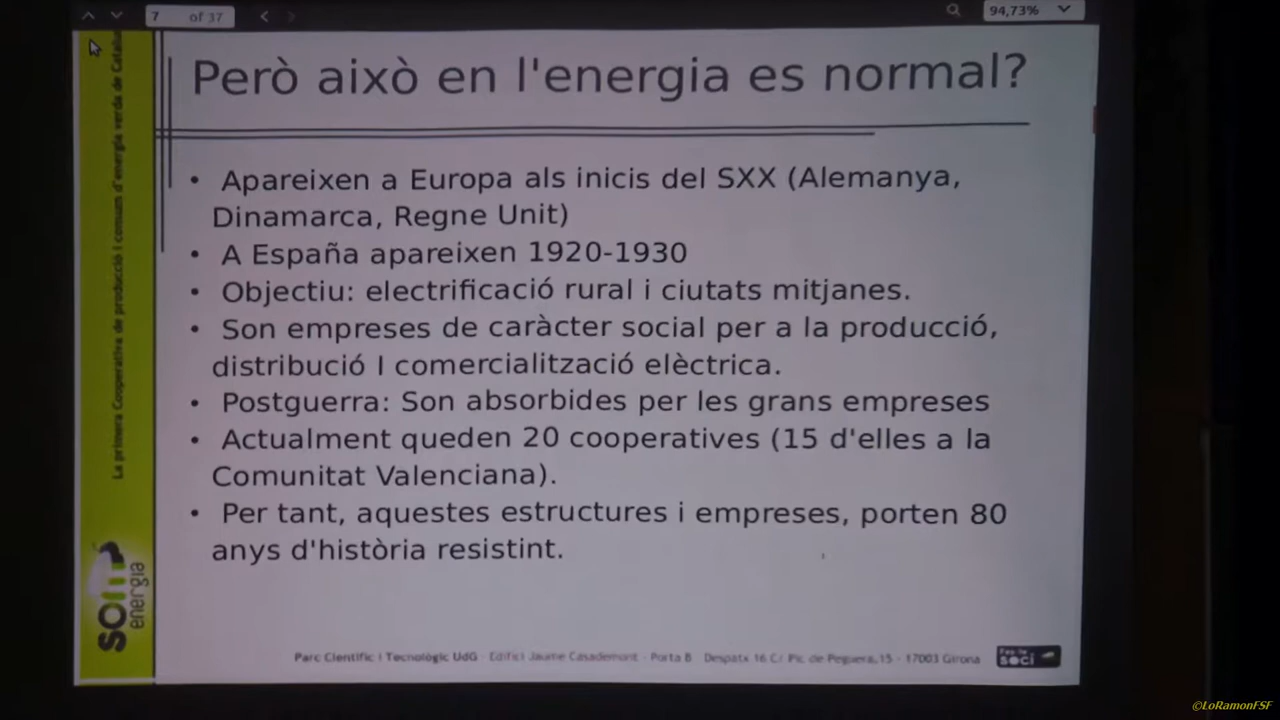 7 of 37
94,73%
Però això en l'energia es normal?
• Apareixen a Europa als inicis del SXX (Alemanya,
Dinamarca, Regne Unit)
• A España apareixen 1920-1930
• Objectiu: electrificació rural i ciutats mitjanes.
• Son empreses de caràcter social per a la producció,
distribució I comercialització elèctrica.
• Postguerra: Son absorbides per les grans empreses
• Actualment queden 20 cooperatives (15 d'elles a la
Comunitat Valenciana).
• Per tant, aquestes estructures i empreses, porten 80
anys d'història resistint.
La primera Cooperativa de producció i consum d'energia verda de
som
energia
Parc Científic i Tecnològic UdG - Edifici Jaume Casademont - Porta B Despatx 16 C/ Pic de Peguera,15 - 17003 Girona
soci
©LoRamonFSF